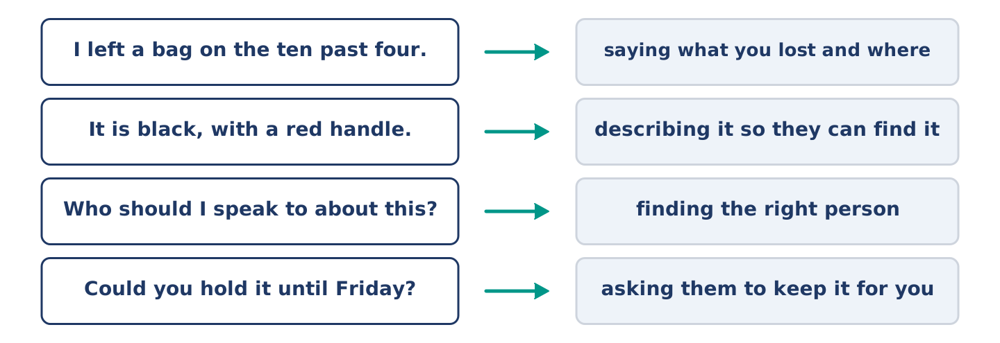 I left a bag on the ten past four.
saying what you lost and where
It is black, with a red handle.
describing it so they can find it
Who should I speak to about this?
finding the right person
Could you hold it until Friday?
asking them to keep it for you